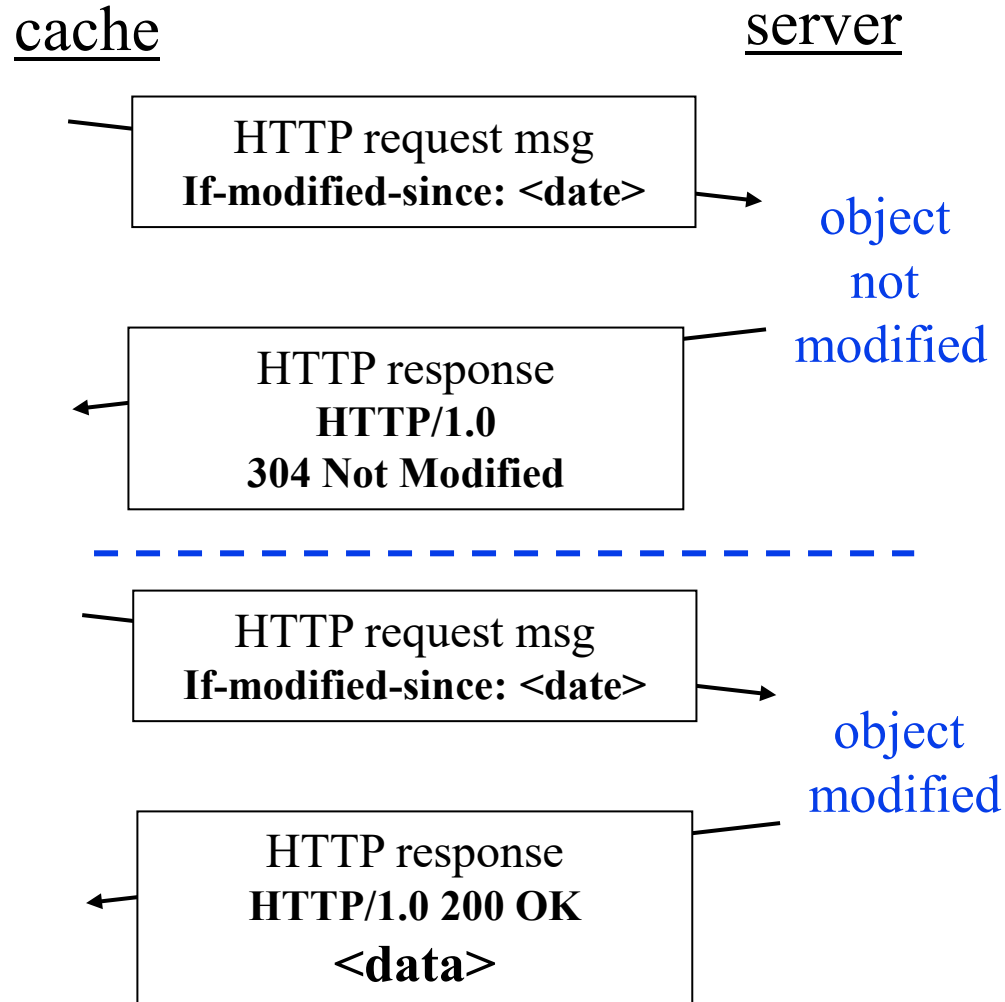 cache
server
HTTP request msg
If-modified-since: <date>
object
not
modified
HTTP response
HTTP/1.0
304 Not Modified
HTTP request msg
If-modified-since: <date>
object
modified
HTTP response
HTTP/1.0 200 OK
<data>